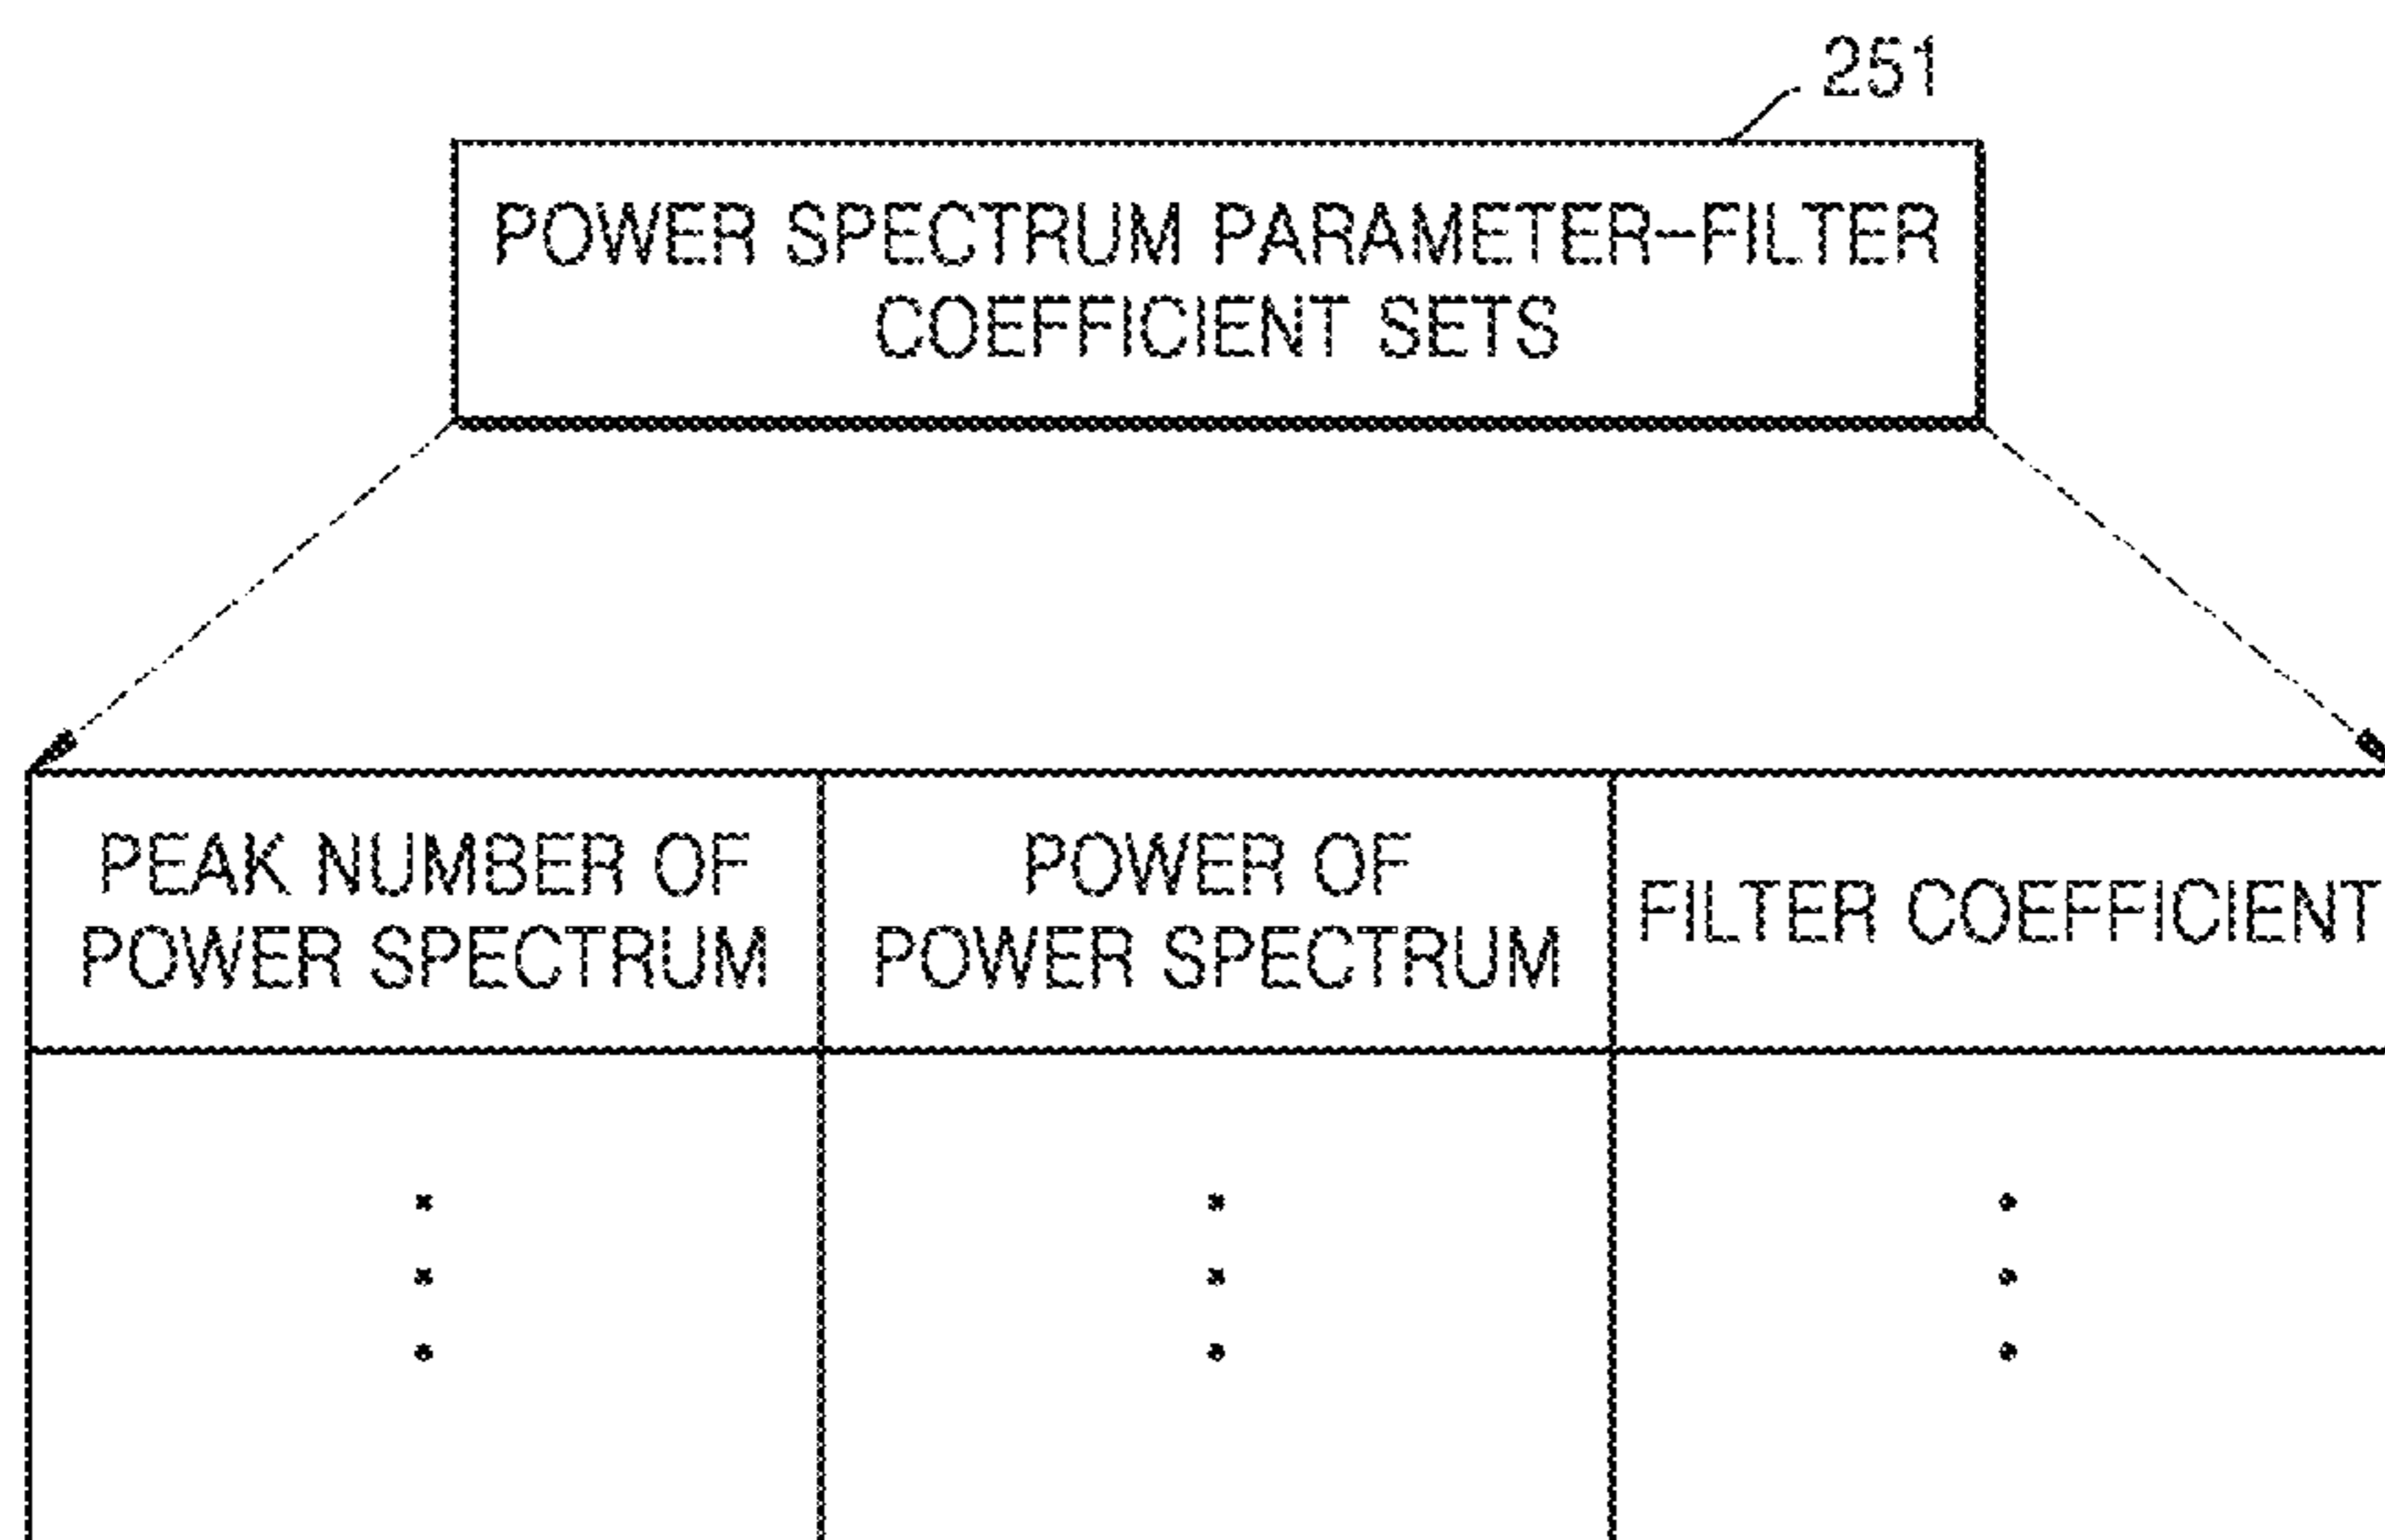 251
POWER SPECTRUM PARAMETER-FILTER
COEFFICIENT SETS
PEAK NUMBER OF
POWER SPECTRUM
POWER OF
POWER SPECTRUM
FILTER COEFFICIENT